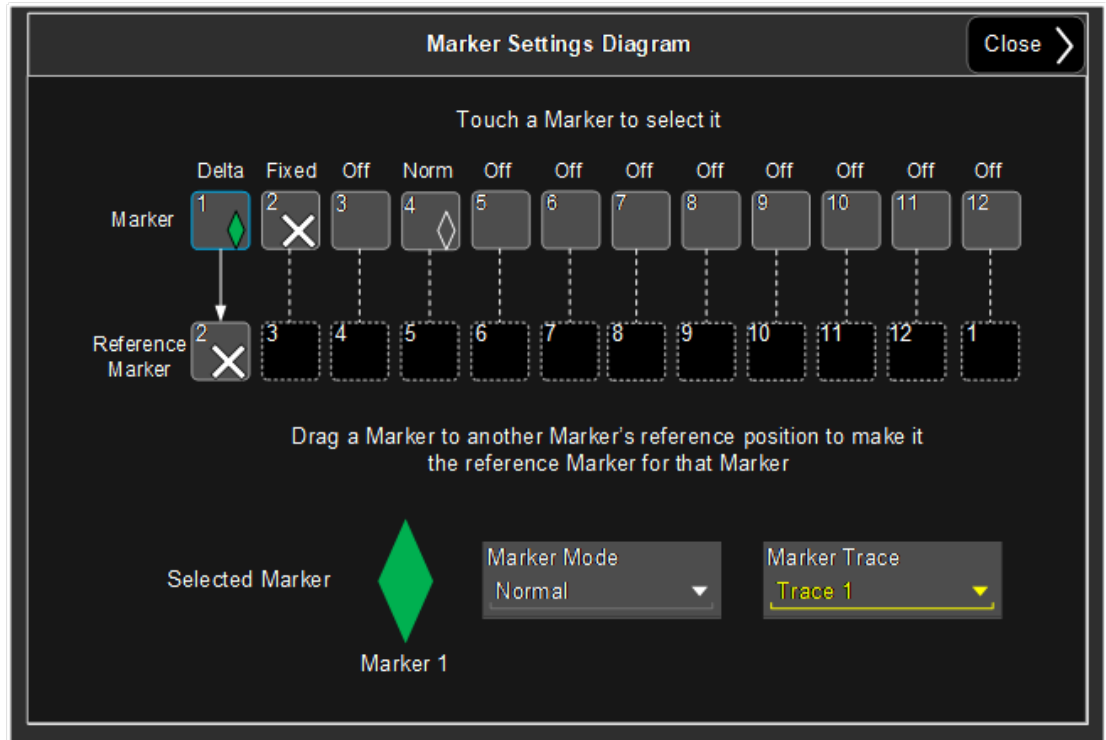 Marker Settings Diagram
Close
Touch a Marker to select it
Delta Fixed Off Norm Off Off Off Off Off Off Off Off
Marker 1 2 3 4 5 6 7 8 9 10 11 12
Reference
Marker
2 3 4 5 6 7 8 9 10 11 12 1
Drag a Marker to another Marker's reference position to make it
the reference Marker for that Marker
Selected Marker
Marker 1
Marker Mode
Normal
Marker Trace
Trace 1